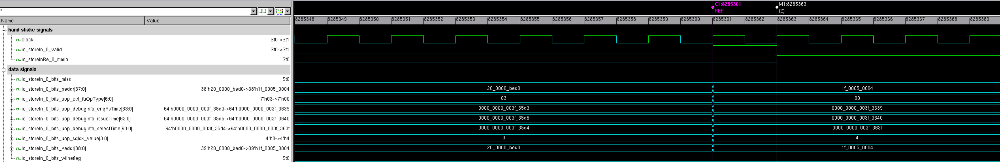 *
C1:8285361
REF
M1:8285363
(2)
Name Value
8285348 8285349 8285350 8285351 8285352 8285353 8285354 8285355 8285356 8285357 8285358 8285359 8285360 8285361 8285362 8285363 8285364 8285365 8285366 8285367 8285368 8285369
hand shake signals
clock St0->St1
io_storeIn_0_valid St0->St1
io_storeInRe_0_mmio St0
data signals
io_storeIn_0_bits_miss St0
io_storeIn_0_bits_paddr[37:0] 38'h20_0000_bed0->38'h1f_0005_0004 20_0000_bed0 1f_0005_0004
io_storeIn_0_bits_uop_ctrl_fuOpType[6:0] 7'h03->7'h00 03 00
io_storeIn_0_bits_uop_debugInfo_enqRsTime[63:0] 64'h0000_0000_003f_35d3->64'h0000_0000_003f_3639 0000_0000_003f_35d3 0000_0000_003f_3639
io_storeIn_0_bits_uop_debugInfo_issueTime[63:0] 64'h0000_0000_003f_35d5->64'h0000_0000_003f_3640 0000_0000_003f_35d5 0000_0000_003f_3640
io_storeIn_0_bits_uop_debugInfo_selectTime[63:0] 64'h0000_0000_003f_35d4->64'h0000_0000_003f_363f 0000_0000_003f_35d4 0000_0000_003f_363f
io_storeIn_0_bits_uop_sqIdx_value[3:0] 4'h0->4'h4 0 4
io_storeIn_0_bits_vaddr[38:0] 39'h20_0000_bed0->39'h1f_0005_0004 20_0000_bed0 1f_0005_0004
io_storeIn_0_bits_wlineflag St0